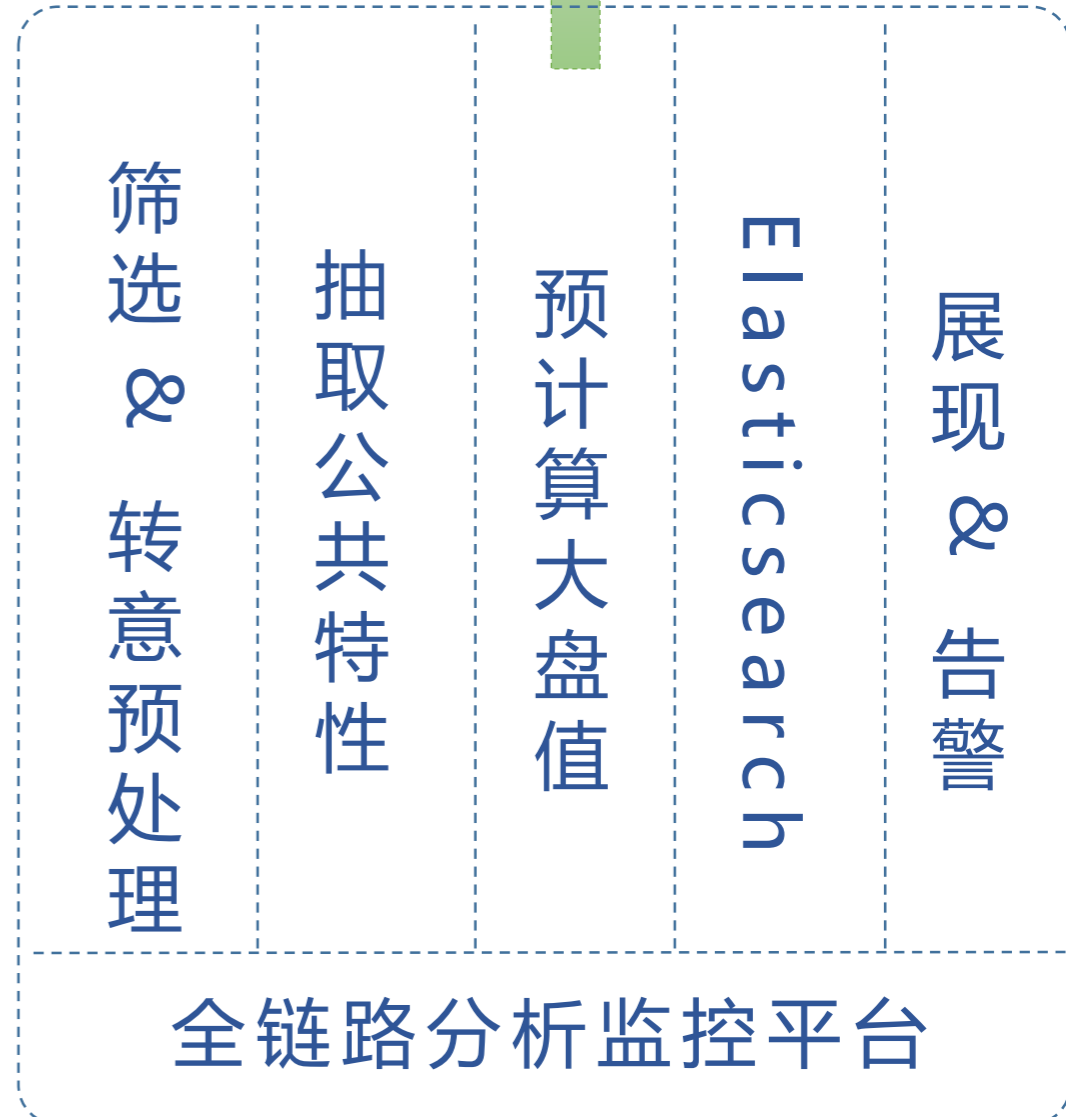 筛选 & 转意预处理
抽取公共特性
预计算大盘值
Elasticsearch
展现 & 告警
全链路分析监控平台